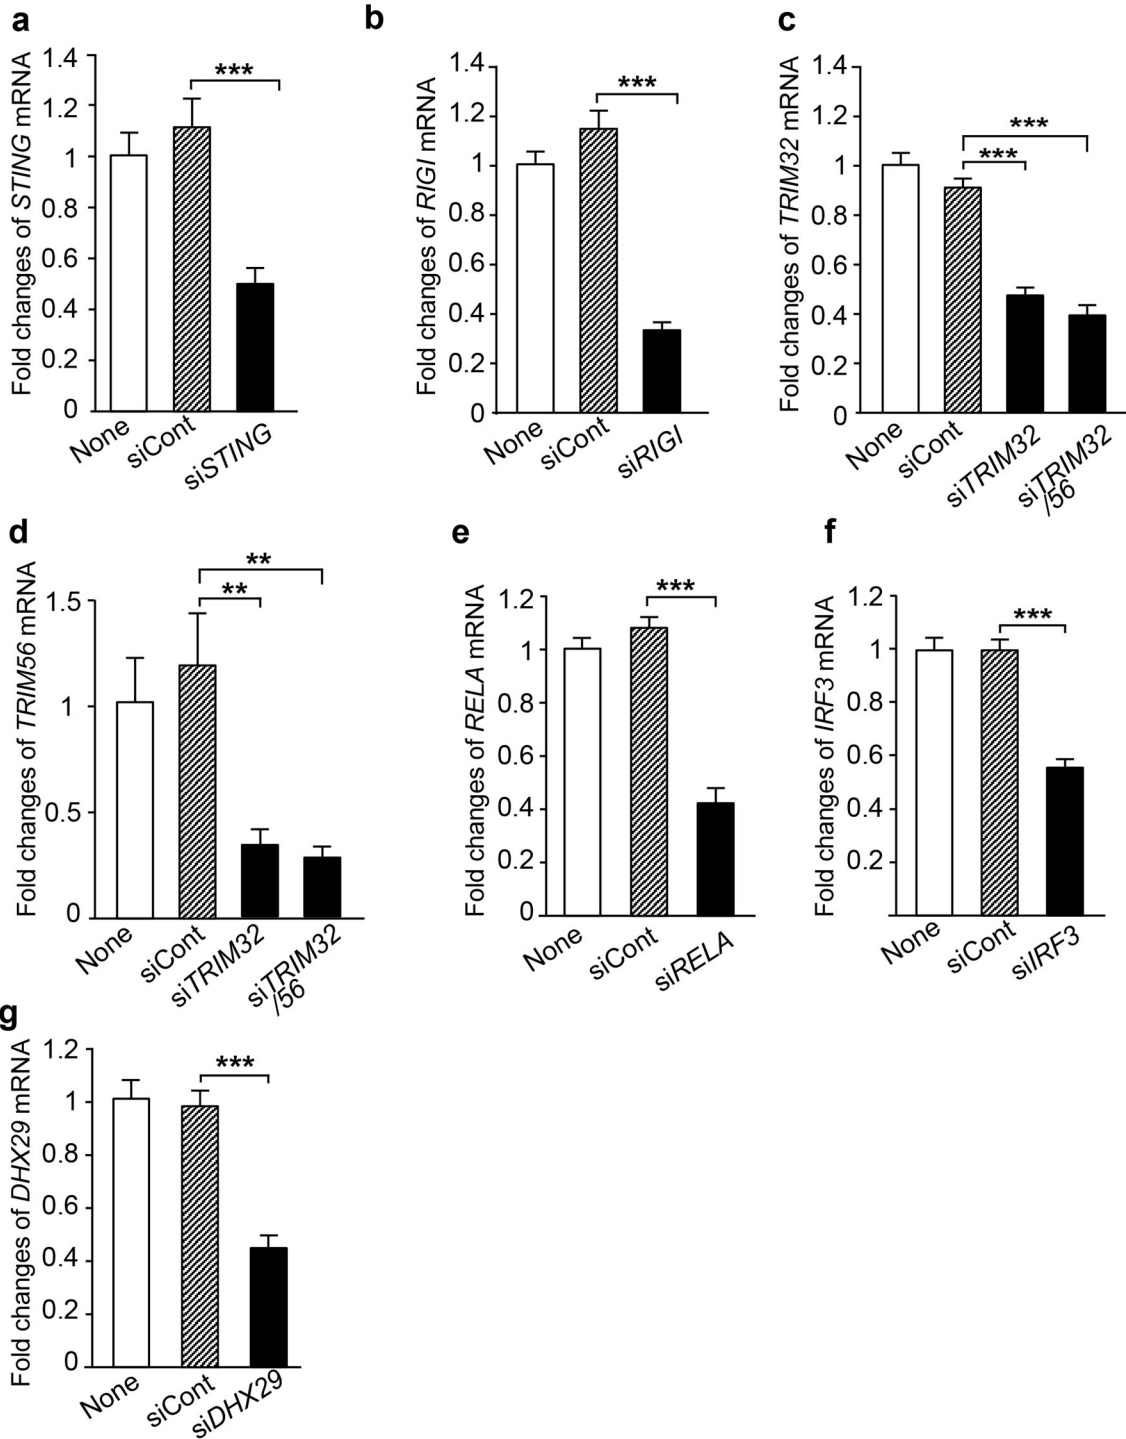 a
Fold changes of STING mRNA
1.4
1.2
1
0.8
0.6
0.4
0.2
0
***
None
siCont
siSTING
b
Fold changes of RIGI mRNA
1.4
1.2
1
0.8
0.6
0.4
0.2
0
***
None
siCont
siRIGI
c
Fold changes of TRIM32 mRNA
1.4
1.2
1
0.8
0.6
0.4
0.2
0
***
***
None
siCont
siTRIM32
siTRIM32
/56
d
Fold changes of TRIM56 mRNA
1.5
1
0.5
0
**
**
None
siCont
siTRIM32
siTRIM32
/56
e
Fold changes of RELA mRNA
1.2
1
0.8
0.6
0.4
0.2
0
***
None
siCont
siRELA
f
Fold changes of IRF3 mRNA
1.2
1
0.8
0.6
0.4
0.2
***
None
siCont
siIRF3
g
Fold changes of DHX29 mRNA
1.2
1
0.8
0.6
0.4
0.2
0
***
None
siCont
siDHX29